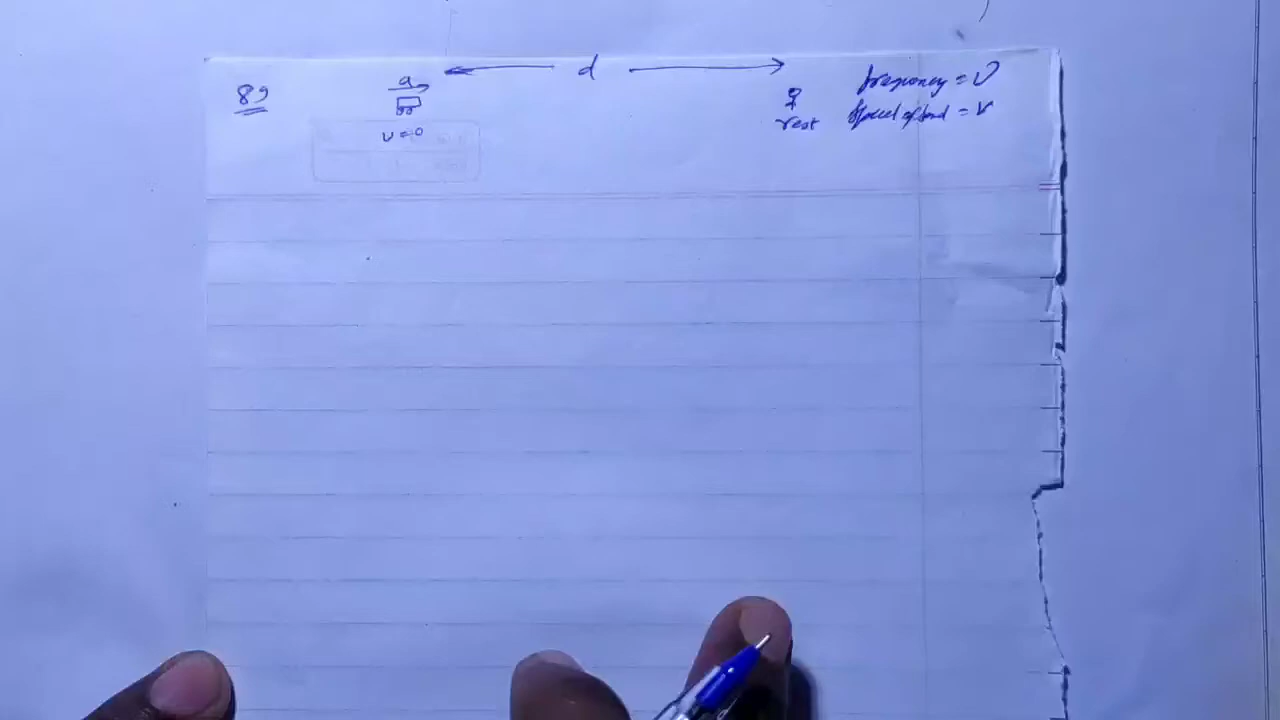 89
a
d
frequency = ν
rest
speed of sound = v
u = 0